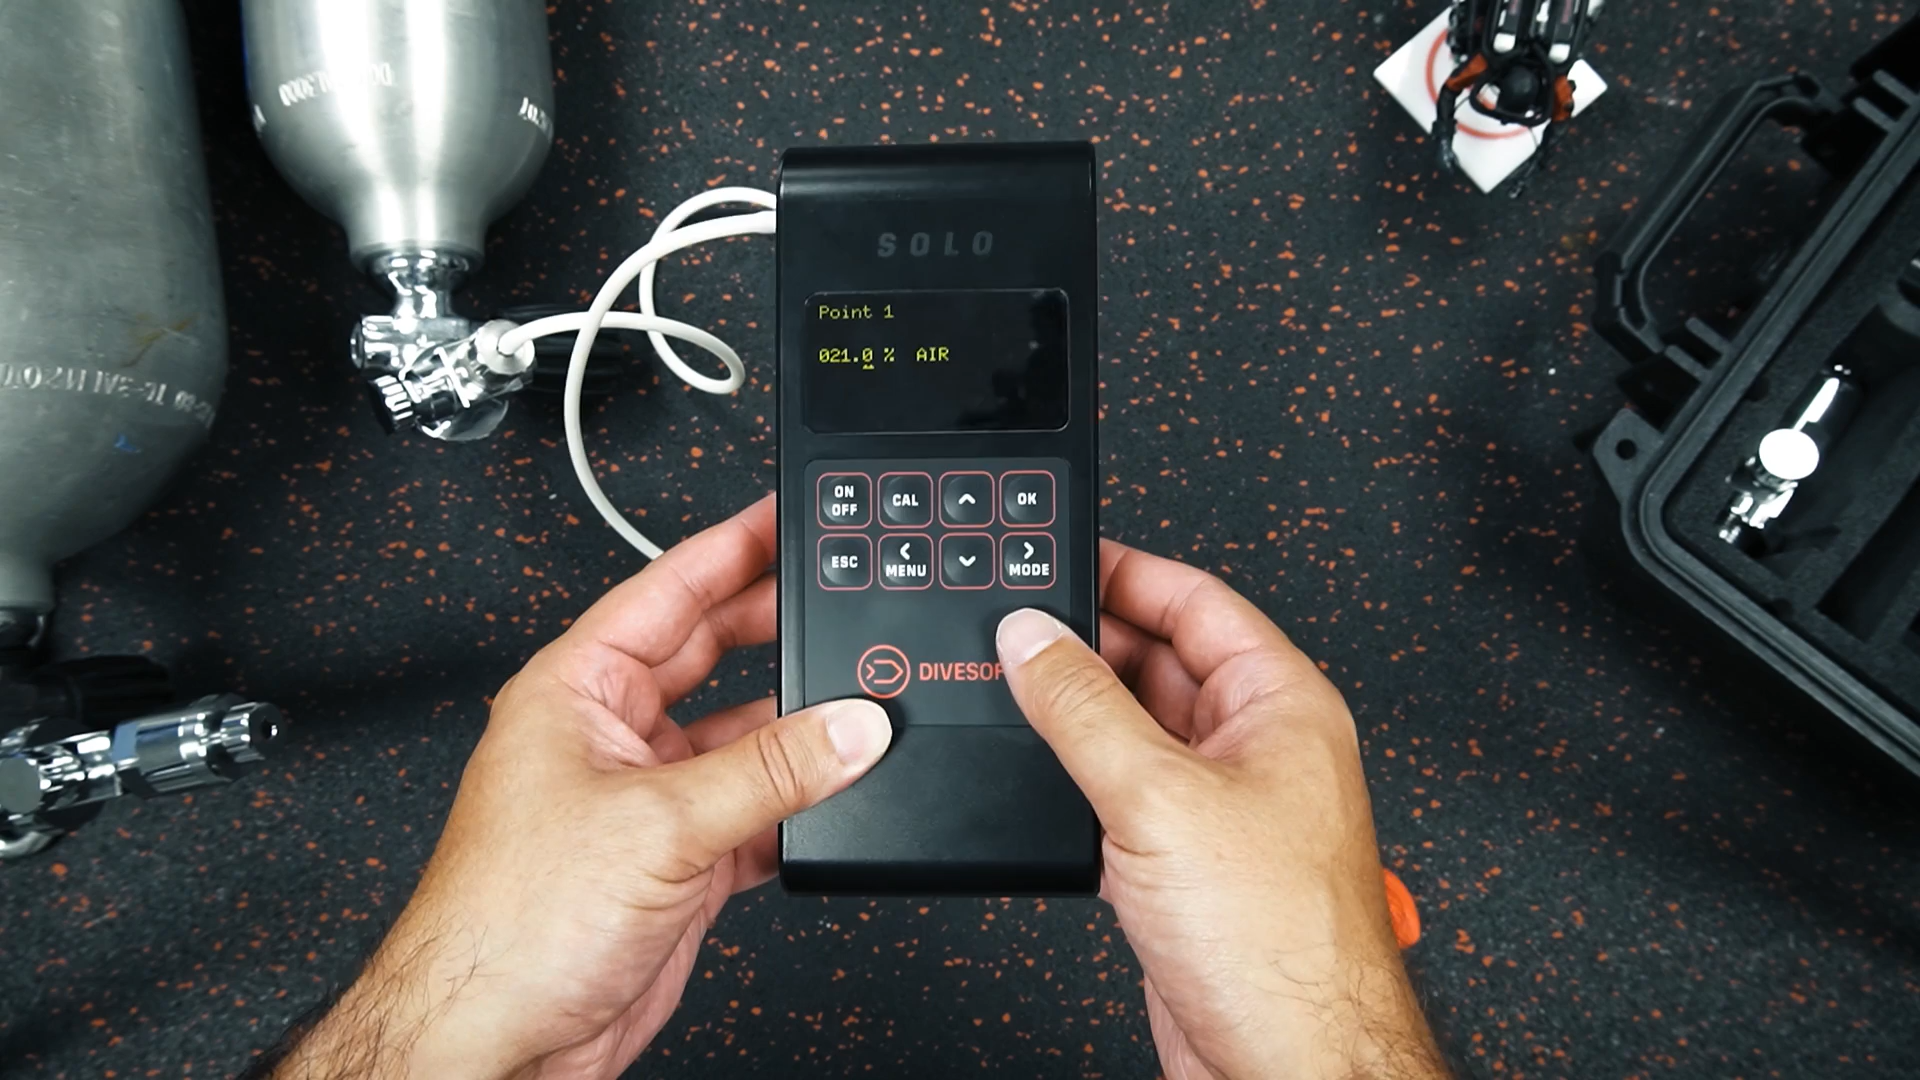 SOLO
Point 1
021.0 % AIR
ON OFF
CAL
OK
ESC
MENU
MODE
DIVESOF